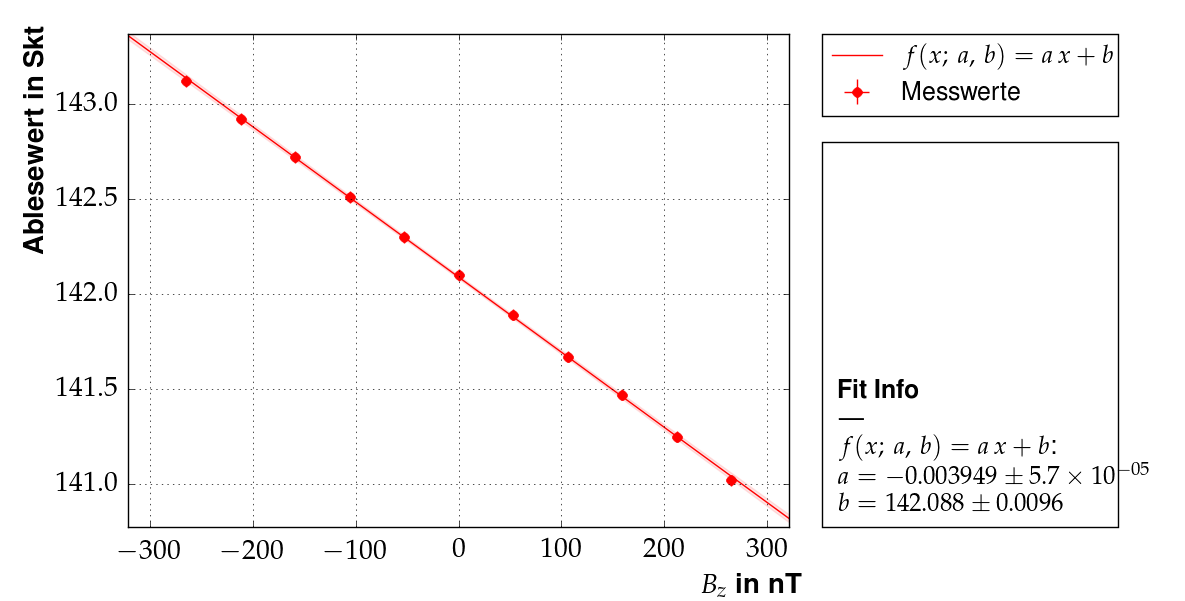 Ablesewert in Skt
143.0
142.5
142.0
141.5
141.0
−300 −200 −100 0 100 200 300
B_z in nT
f(x; a, b) = a x + b
Messwerte
Fit Info
—
f(x; a, b) = a x + b:
a = −0.003949 ± 5.7 × 10^−05
b = 142.088 ± 0.0096